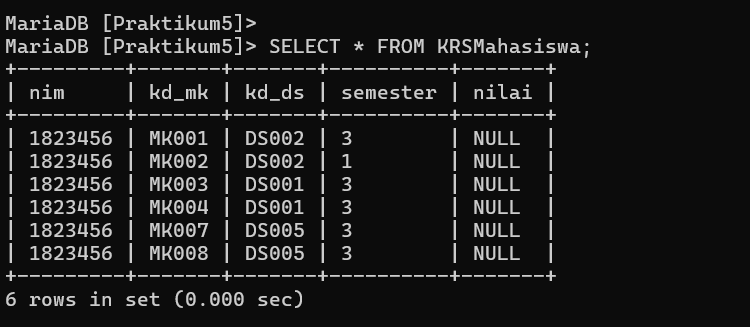 MariaDB [Praktikum5]>
MariaDB [Praktikum5]> SELECT * FROM KRSMahasiswa;
+---------+-------+-------+----------+-------+
| nim     | kd_mk | kd_ds | semester | nilai |
+---------+-------+-------+----------+-------+
| 1823456 | MK001 | DS002 | 3        | NULL  |
| 1823456 | MK002 | DS002 | 1        | NULL  |
| 1823456 | MK003 | DS001 | 3        | NULL  |
| 1823456 | MK004 | DS001 | 3        | NULL  |
| 1823456 | MK007 | DS005 | 3        | NULL  |
| 1823456 | MK008 | DS005 | 3        | NULL  |
+---------+-------+-------+----------+-------+
6 rows in set (0.000 sec)